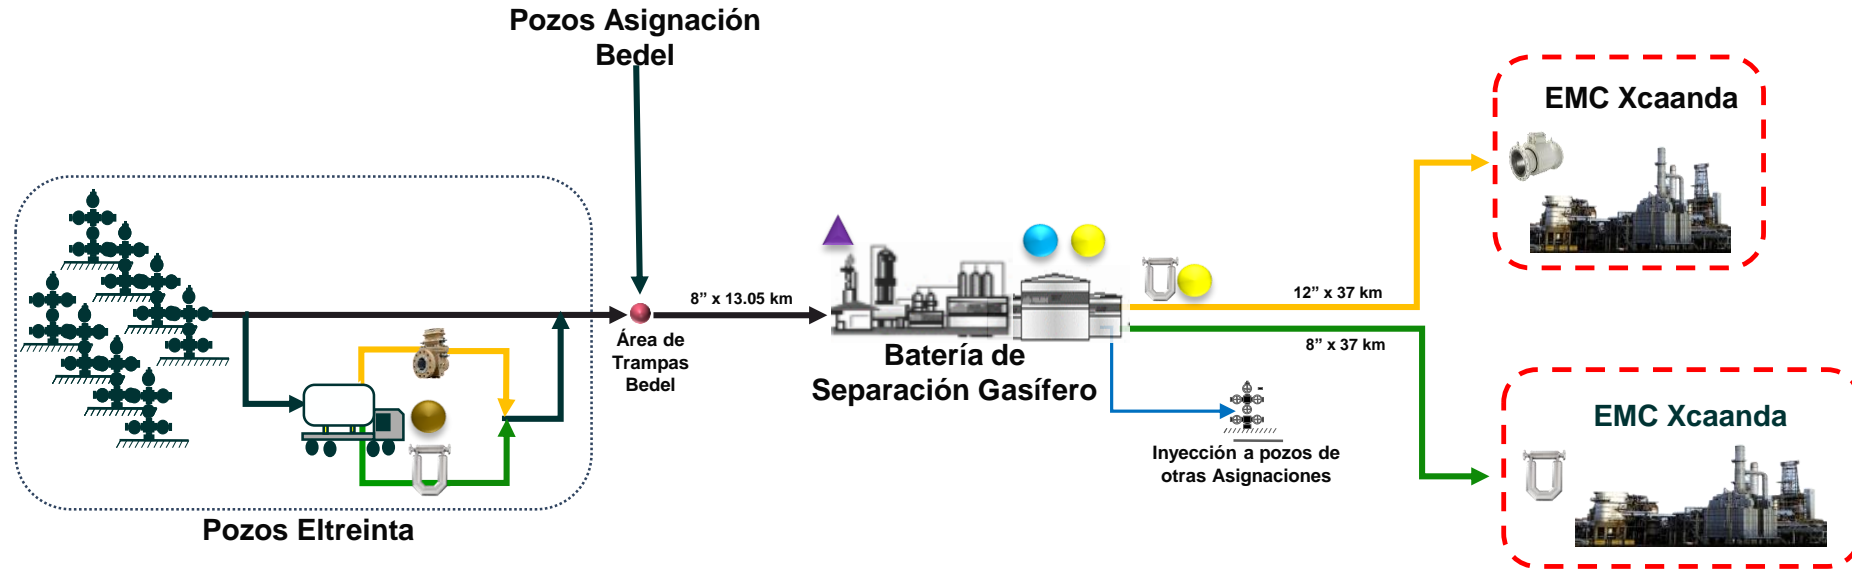 Pozos Asignación
Bedel
EMC Xcaanda
8” x 13.05 km
12” x 37 km
8” x 37 km
Área de
Trampas
Bedel
Batería de
Separación Gasífero
EMC Xcaanda
Inyección a pozos de
otras Asignaciones
Pozos Eltreinta